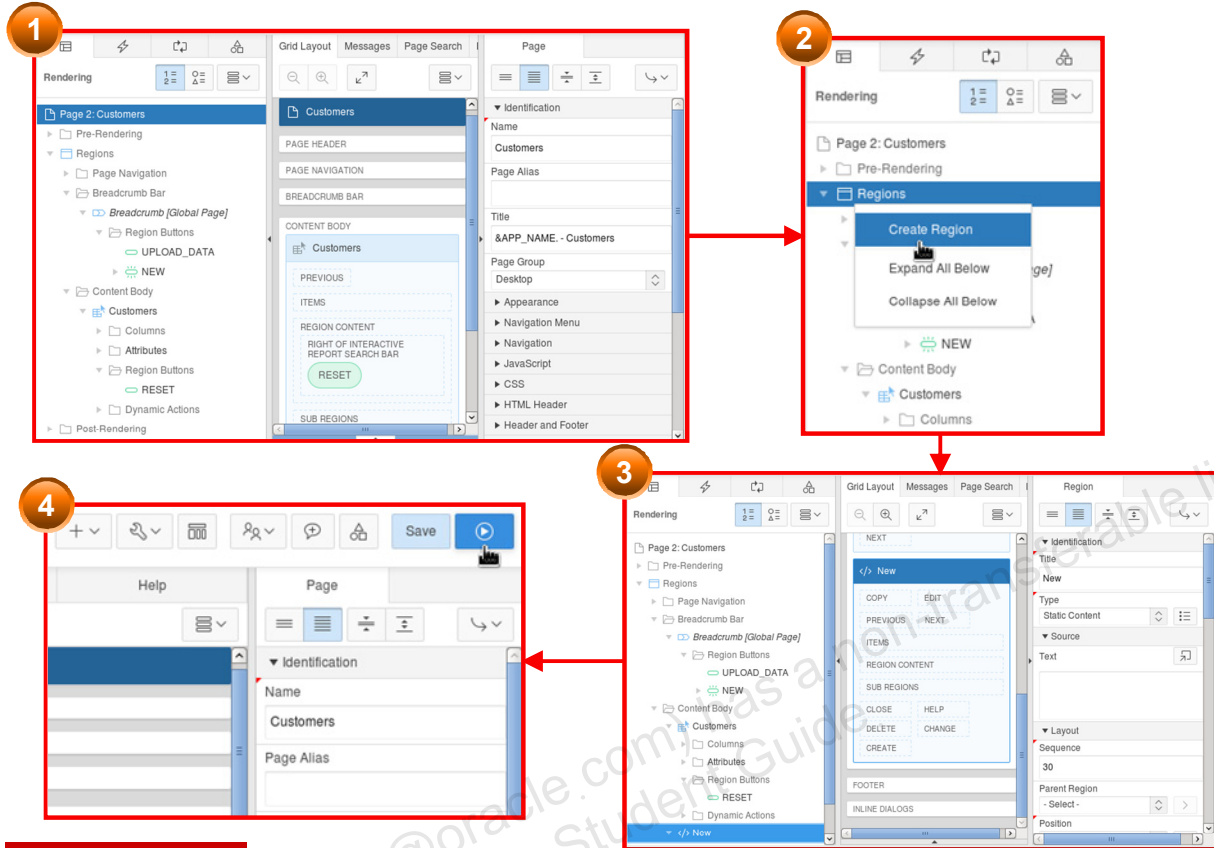 1
Grid Layout Messages Page Search
Page
Rendering
Page 2: Customers
Pre-Rendering
Regions
Page Navigation
Breadcrumb Bar
Breadcrumb [Global Page]
Region Buttons
UPLOAD_DATA
NEW
Content Body
Customers
Columns
Attributes
Region Buttons
RESET
Dynamic Actions
Post-Rendering
Customers
PAGE HEADER
PAGE NAVIGATION
BREADCRUMB BAR
CONTENT BODY
Customers
PREVIOUS
ITEMS
REGION CONTENT
RIGHT OF INTERACTIVE
REPORT SEARCH BAR
RESET
SUB REGIONS
Identification
Name
Customers
Page Alias
Title
&APP_NAME. - Customers
Page Group
Desktop
Appearance
Navigation Menu
Navigation
JavaScript
CSS
HTML Header
Header and Footer
2
Rendering
Page 2: Customers
Pre-Rendering
Regions
Create Region
Expand All Below
ge]
Collapse All Below
NEW
Content Body
Customers
Columns
3
Grid Layout Messages Page Search
Region
Rendering
Page 2: Customers
Pre-Rendering
Regions
Page Navigation
Breadcrumb Bar
Breadcrumb [Global Page]
Region Buttons
UPLOAD_DATA
NEW
Content Body
Customers
Columns
Attributes
Region Buttons
RESET
Dynamic Actions
</> New
NEXT
</> New
COPY EDIT
PREVIOUS NEXT
ITEMS
REGION CONTENT
SUB REGIONS
CLOSE HELP
DELETE CHANGE
CREATE
FOOTER
INLINE DIALOGS
Identification
Title
New
Type
Static Content
Source
Text
Layout
Sequence
30
Parent Region
- Select -
Position
4
Save
Help
Page
Identification
Name
Customers
Page Alias
@oracle.com) has a non-transferable li
Student Guide